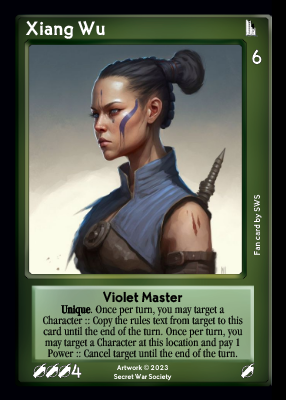 Xiang Wu
6
Fan card by SWS
Violet Master
Unique. Once per turn, you may target a
Character :: Copy the rules text from target to this
card until the end of the turn. Once per turn, you
may target a Character at this location and pay 1
Power :: Cancel target until the end of the turn.
4
Artwork © 2023
Secret War Society